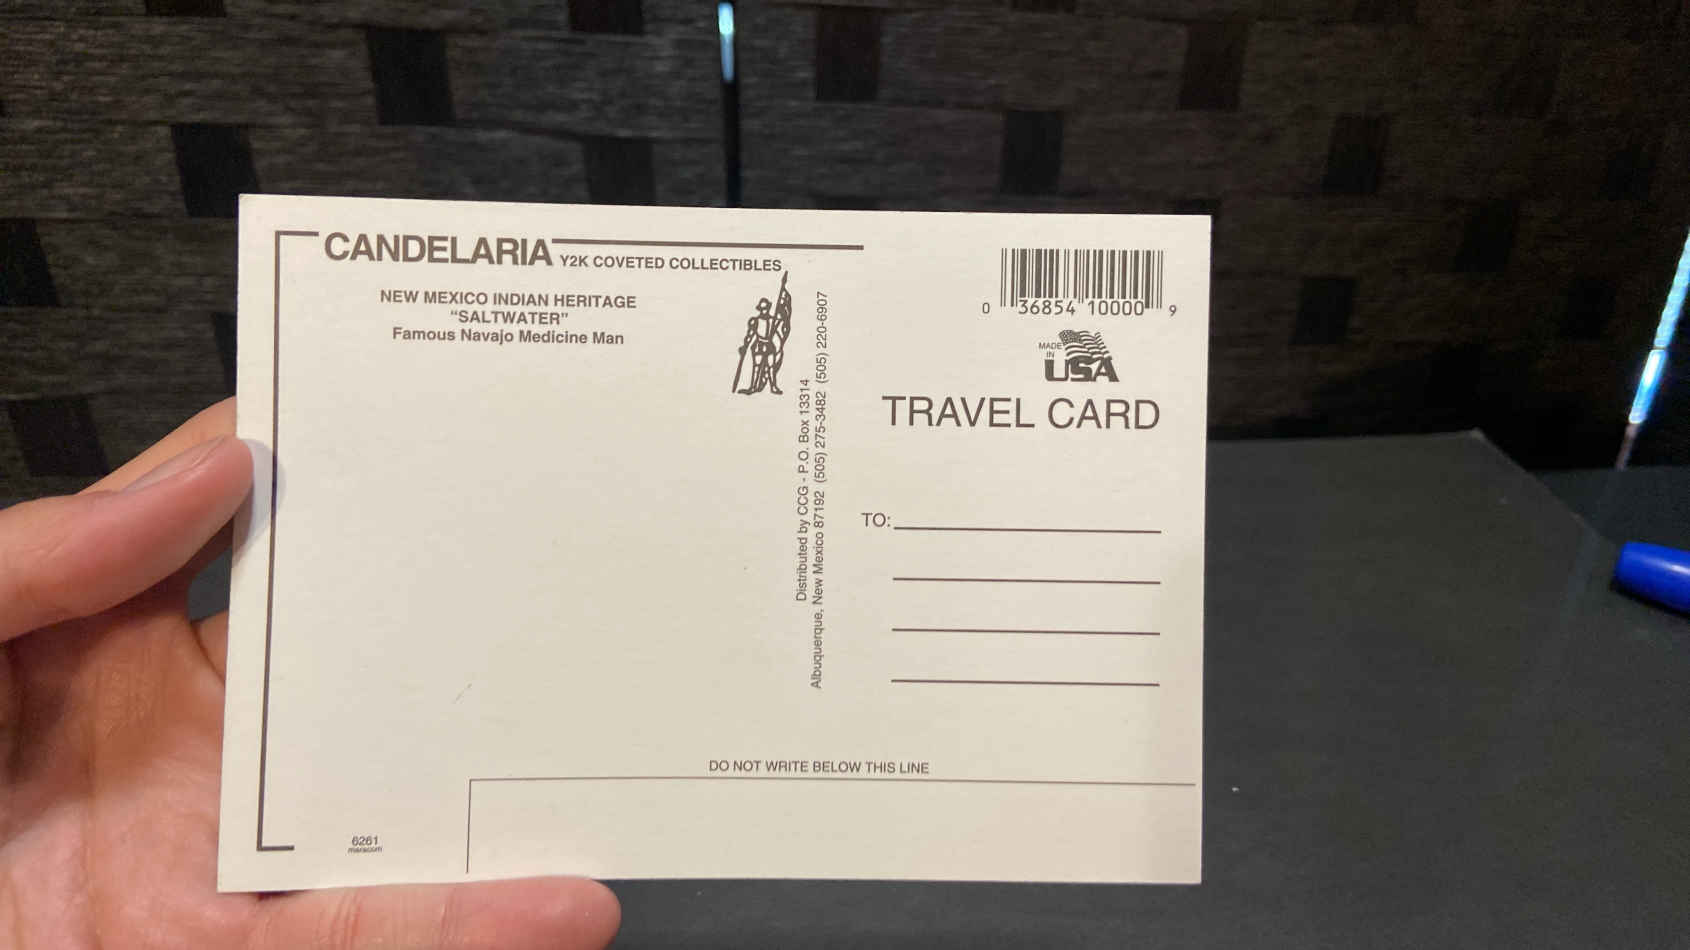 CANDELARIA Y2K COVETED COLLECTIBLES
NEW MEXICO INDIAN HERITAGE
“SALTWATER”
Famous Navajo Medicine Man
Distributed by CCG - P.O. Box 13314
Albuquerque, New Mexico 87192 (505) 275-3482 (505) 220-6907
0 36854 10000 9
MADE
IN
USA
TRAVEL CARD
TO:
DO NOT WRITE BELOW THIS LINE
6261
maracom